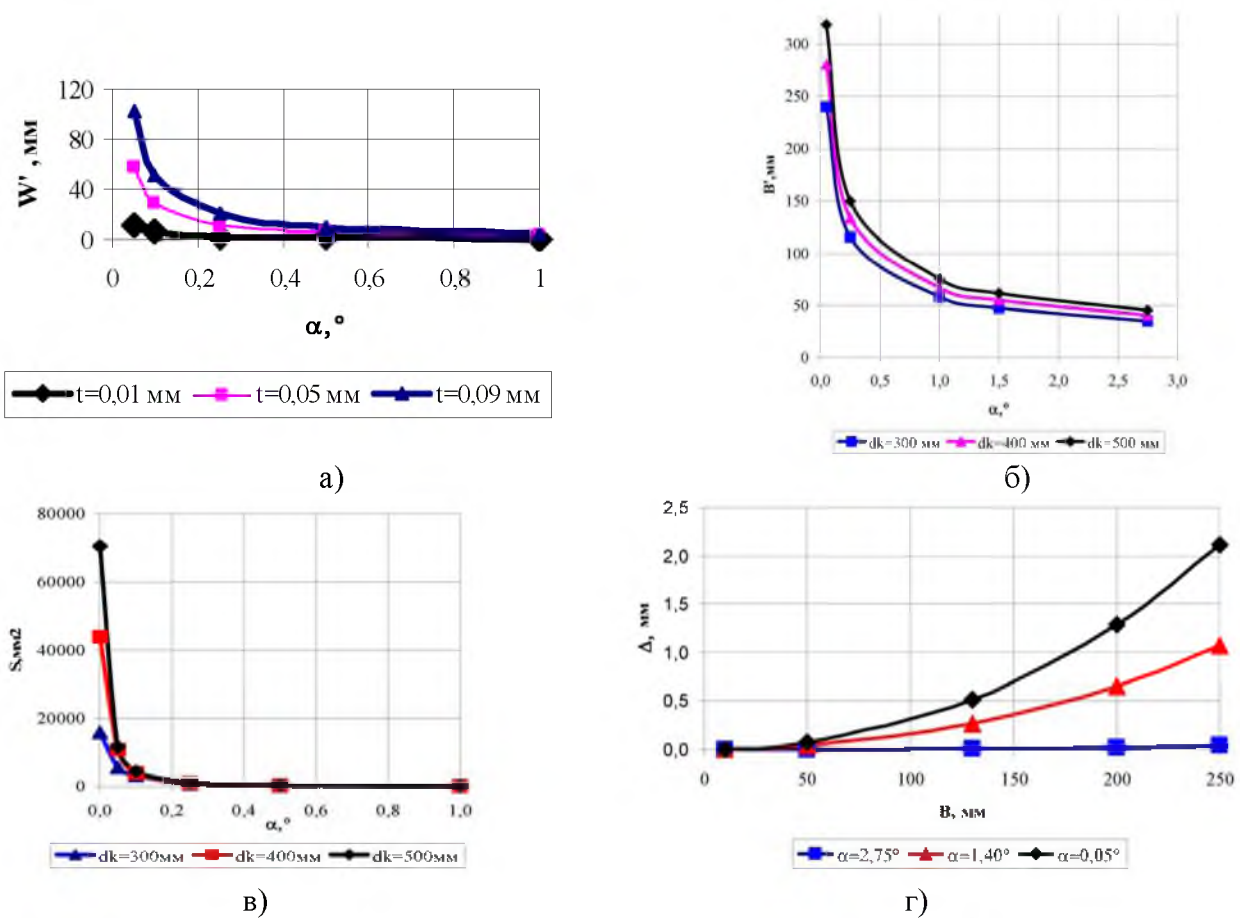 120
80
40
0
W' , мм
0
0,2
0,4
0,6
0,8
1
α, °
t=0,01 мм
t=0,05 мм
t=0,09 мм
а)
300
250
200
150
100
50
0
В',мм
0,0
0,5
1,0
1,5
2,0
2,5
3,0
α,°
dk=300 мм
dk=400 мм
dk=500 мм
б)
80000
60000
40000
20000
0
S,мм2
0,0
0,2
0,4
0,6
0,8
1,0
α,°
dk=300мм
dk=400мм
dk=500мм
в)
2,5
2,0
1,5
1,0
0,5
0,0
Δ, мм
0
50
100
150
200
250
В, мм
α=2,75°
α=1,40°
α=0,05°
г)